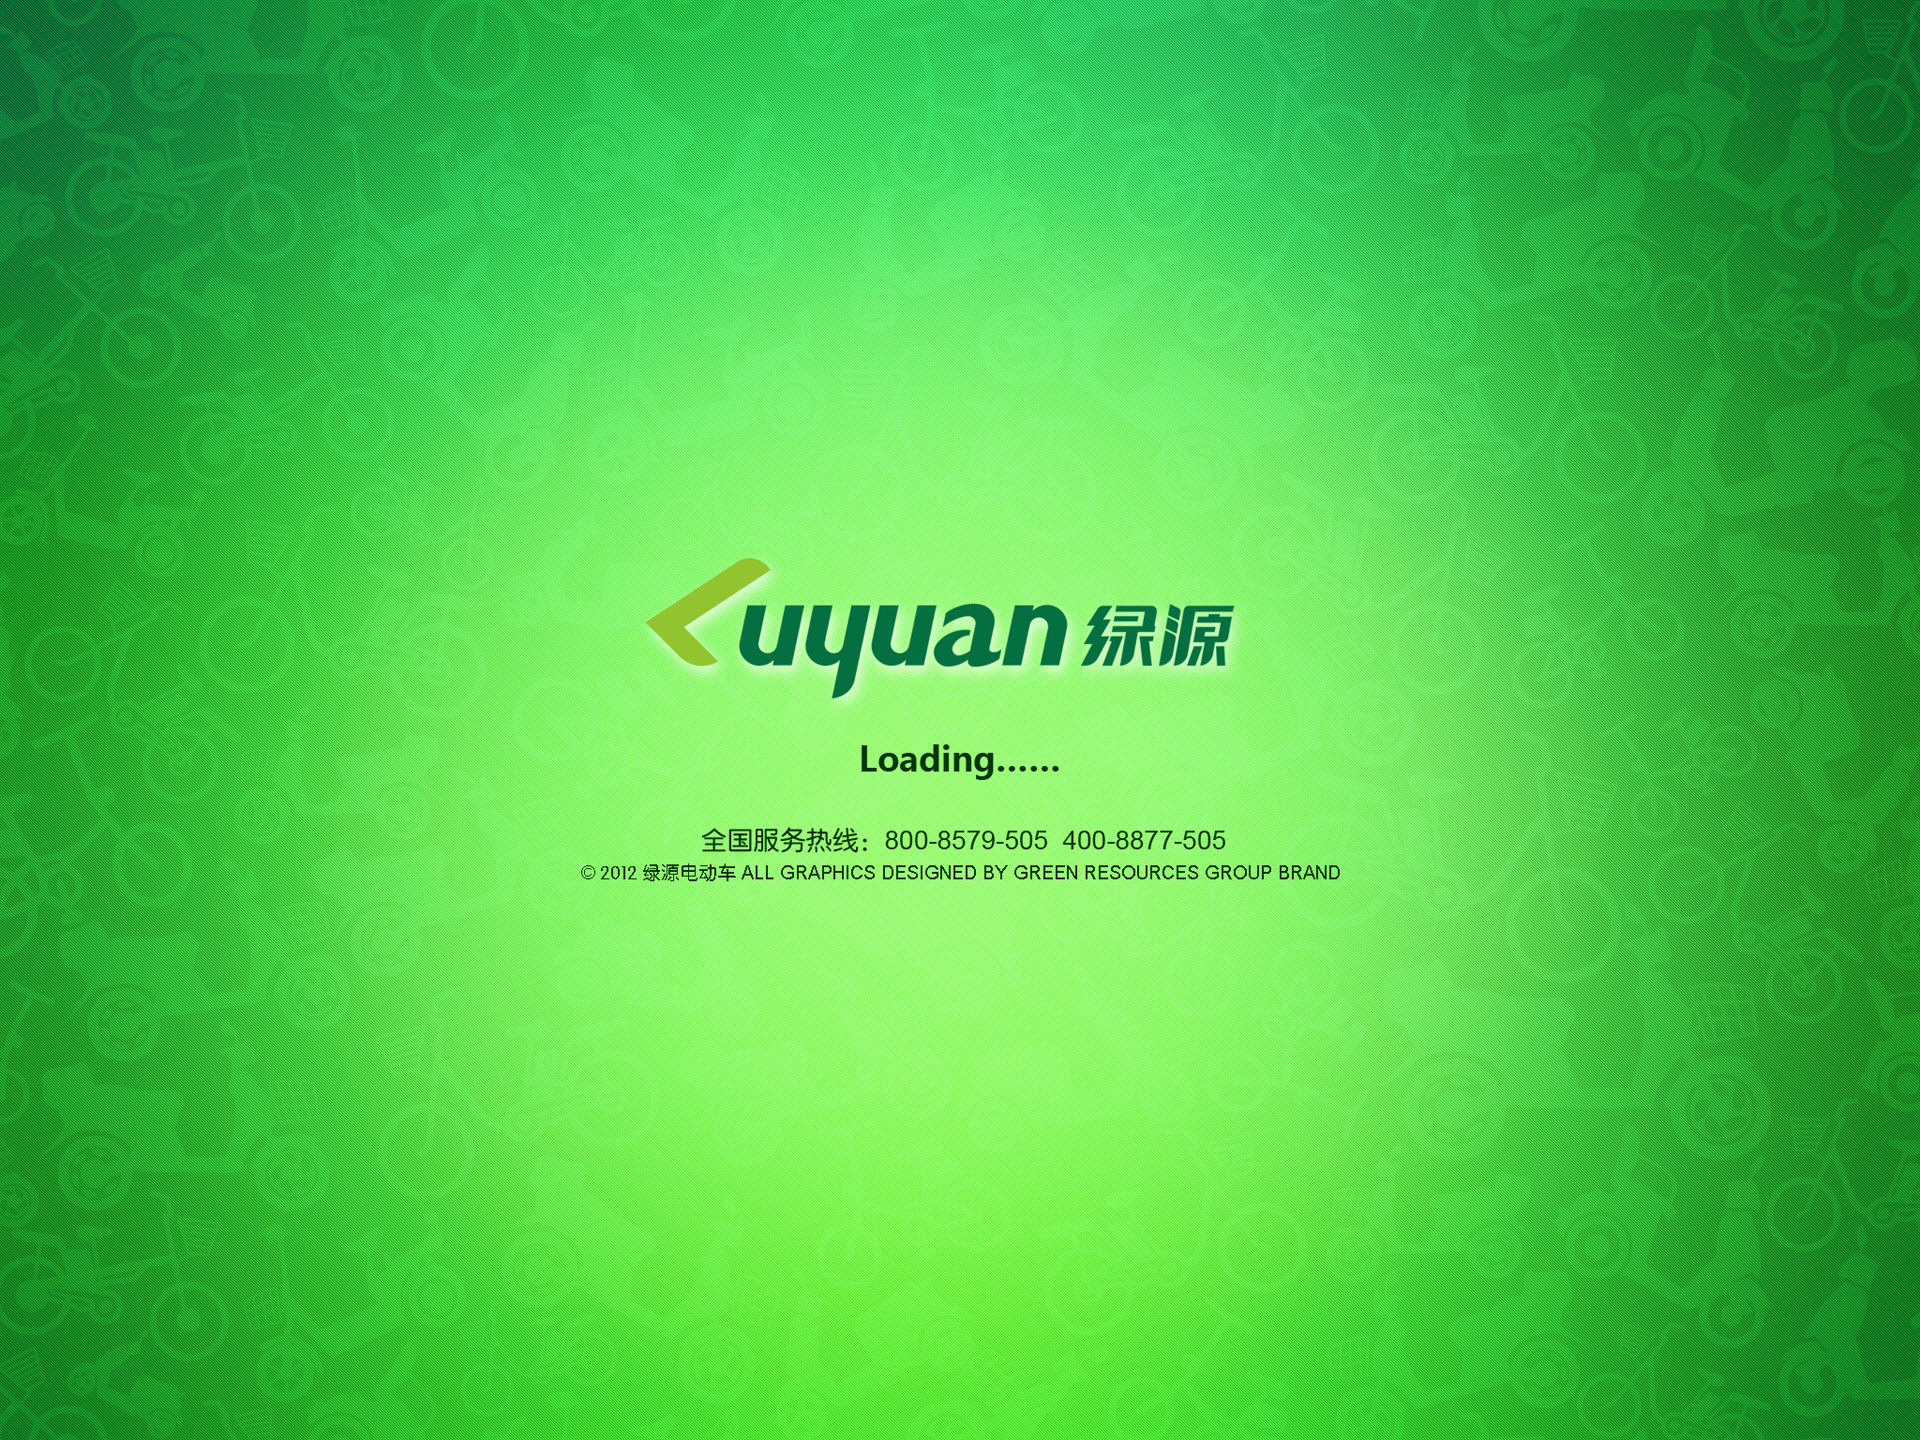 Luyuan 绿源
Loading......
全国服务热线：800-8579-505 400-8877-505
© 2012 绿源电动车 ALL GRAPHICS DESIGNED BY GREEN RESOURCES GROUP BRAND